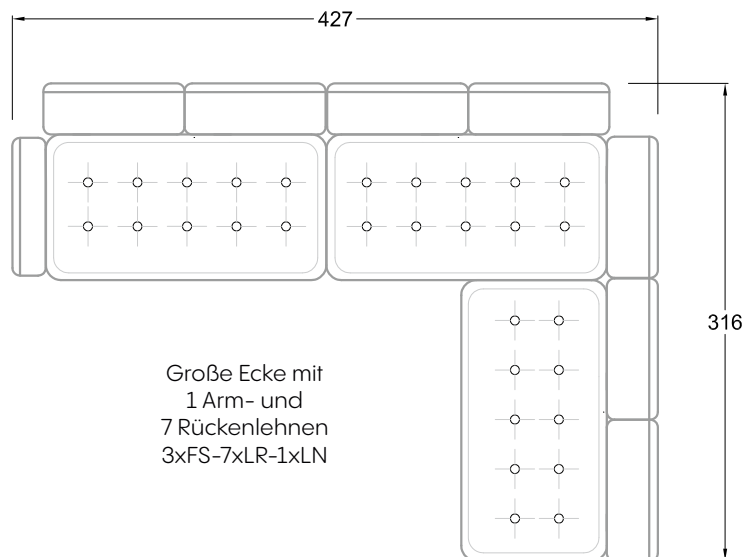 427
316
Große Ecke mit
1 Arm- und
7 Rückenlehnen
3xFS-7xLR-1xLN